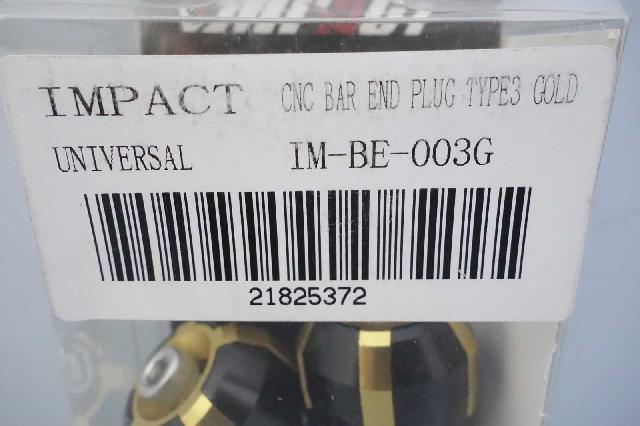 IMPACT CNC BAR END PLUG TYPE3 GOLD
UNIVERSAL IM-BE-003G
21825372